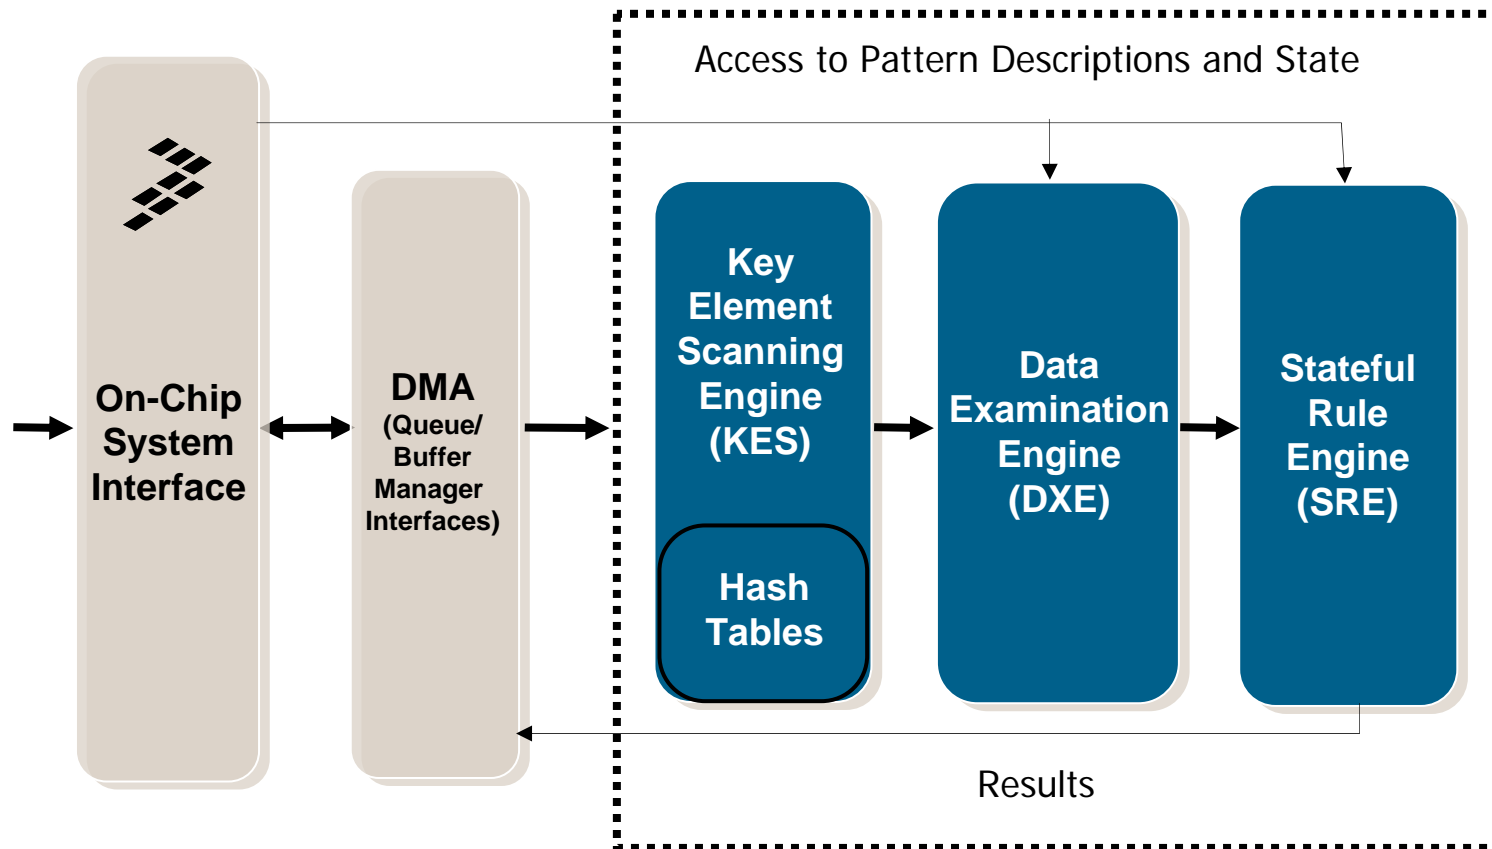 Access to Pattern Descriptions and State
On-Chip
System
Interface
DMA
(Queue/
Buffer
Manager
Interfaces)
Key
Element
Scanning
Engine
(KES)
Hash
Tables
Data
Examination
Engine
(DXE)
Stateful
Rule
Engine
(SRE)
Results